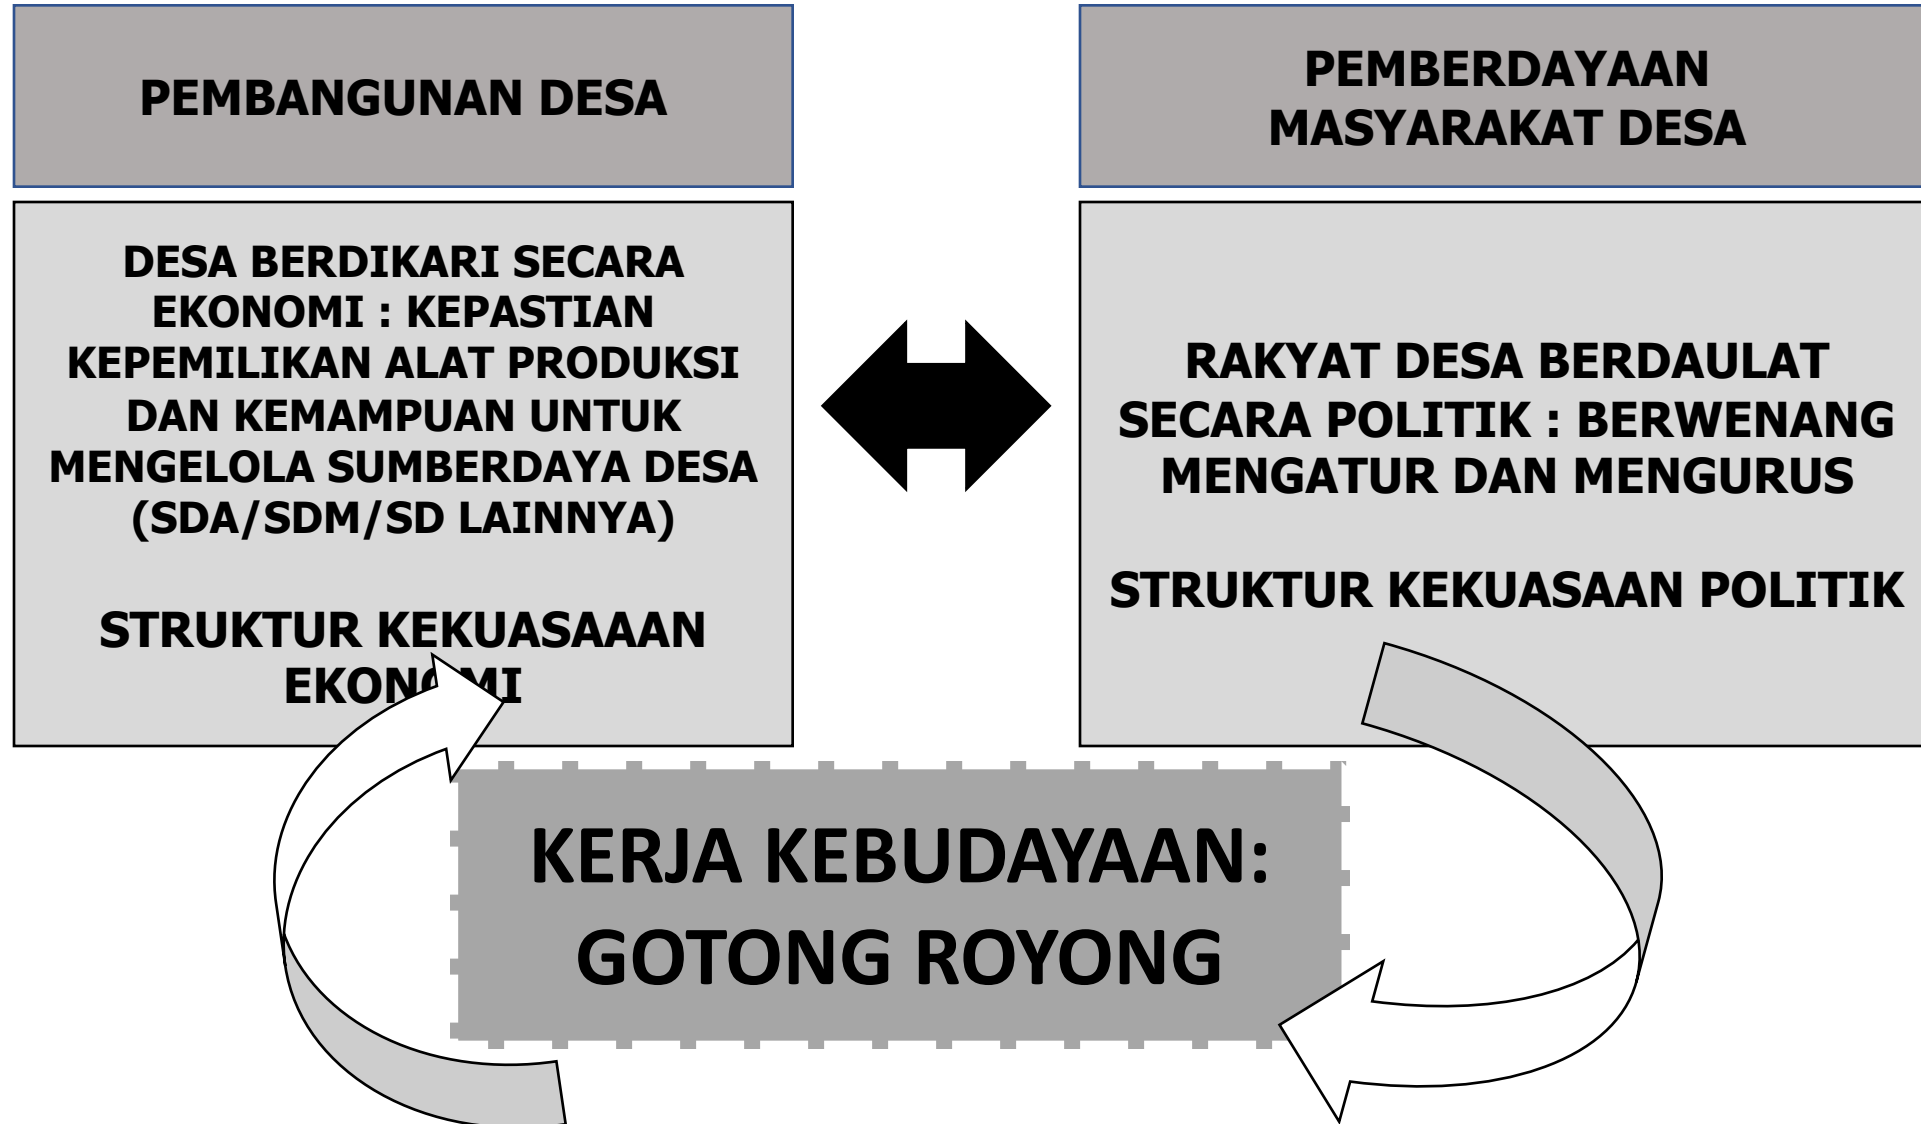 PEMBANGUNAN DESA
PEMBERDAYAAN
MASYARAKAT DESA
DESA BERDIKARI SECARA
EKONOMI : KEPASTIAN
KEPEMILIKAN ALAT PRODUKSI
DAN KEMAMPUAN UNTUK
MENGELOLA SUMBERDAYA DESA
(SDA/SDM/SD LAINNYA)
STRUKTUR KEKUASAAAN
EKONOMI
RAKYAT DESA BERDAULAT
SECARA POLITIK : BERWENANG
MENGATUR DAN MENGURUS
STRUKTUR KEKUASAAN POLITIK
KERJA KEBUDAYAAN:
GOTONG ROYONG